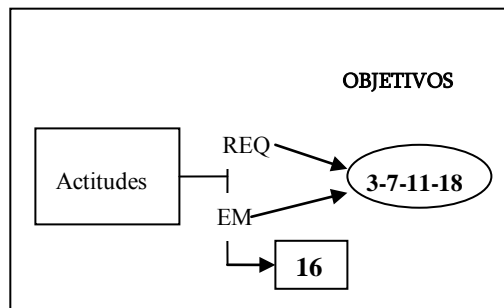 OBJETIVOS
REQ
Actitudes
3-7-11-18
EM
16